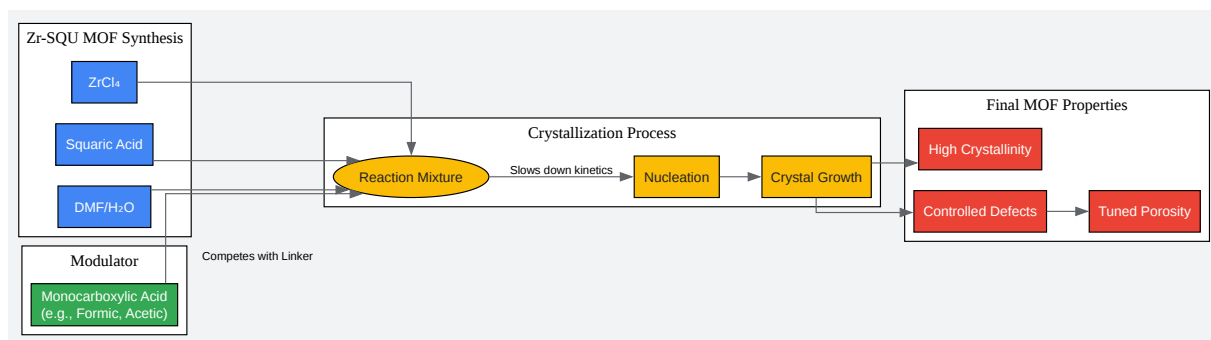 Zr-SQU MOF Synthesis
ZrCl₄
Squaric Acid
DMF/H₂O
Modulator
Monocarboxylic Acid
(e.g., Formic, Acetic)
Competes with Linker
Crystallization Process
Reaction Mixture
Slows down kinetics
Nucleation
Crystal Growth
Final MOF Properties
High Crystallinity
Controlled Defects
Tuned Porosity